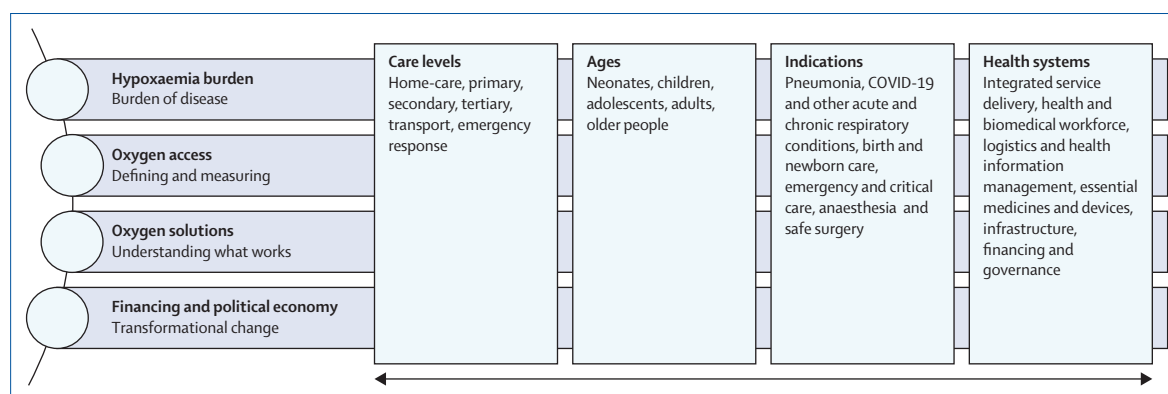 Hypoxaemia burden
Burden of disease
Oxygen access
Defining and measuring
Oxygen solutions
Understanding what works
Financing and political economy
Transformational change
Care levels
Home-care, primary,
secondary, tertiary,
transport, emergency
response
Ages
Neonates, children,
adolescents, adults,
older people
Indications
Pneumonia, COVID-19
and other acute and
chronic respiratory
conditions, birth and
newborn care,
emergency and critical
care, anaesthesia and
safe surgery
Health systems
Integrated service
delivery, health and
biomedical workforce,
logistics and health
information
management, essential
medicines and devices,
infrastructure,
financing and
governance